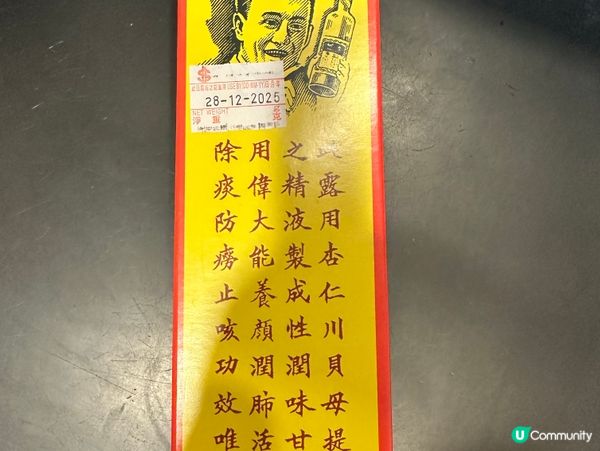 28-12-2025
NET WEIGHT
淨重 克
露用杏仁川貝母提
之精液製成性潤味甘
用偉大能養顏潤肺活
除痰防癆止咳功效唯
U Community